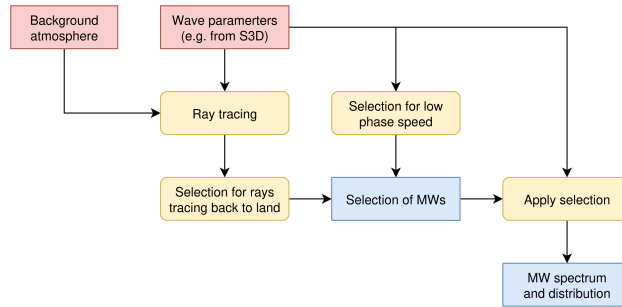 Background
atmosphere
Wave paramerters
(e.g. from S3D)
Ray tracing
Selection for low
phase speed
Selection for rays
tracing back to land
Selection of MWs
Apply selection
MW spectrum
and distribution